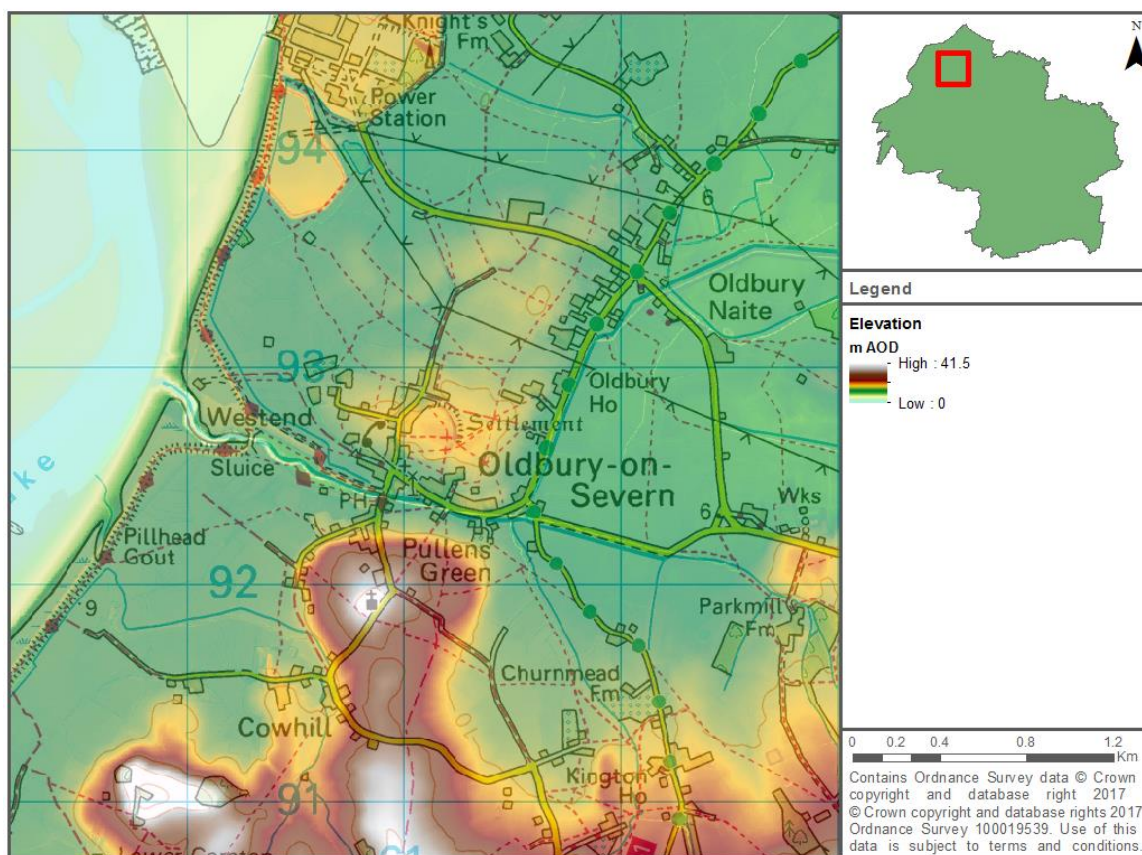 Knight's
Fm
Power
Station
94
6
Oldbury
Naite
93
Oldbury
Ho
Westend
Settlement
Sluice
Oldbury-on-
Severn
PH
Wks
6
Pillhead
Gout
Pullens
Green
92
9
Parkmill
Fm
Churnmead
Fm
Cowhill
Kington
Ho
91
61
1
N
Legend
Elevation
m AOD
High : 41.5
Low : 0
0 0.2 0.4 0.8 1.2
Km
Contains Ordnance Survey data © Crown
copyright and database right 2017
© Crown copyright and database rights 2017
Ordnance Survey 100019539. Use of this
data is subject to terms and conditions.